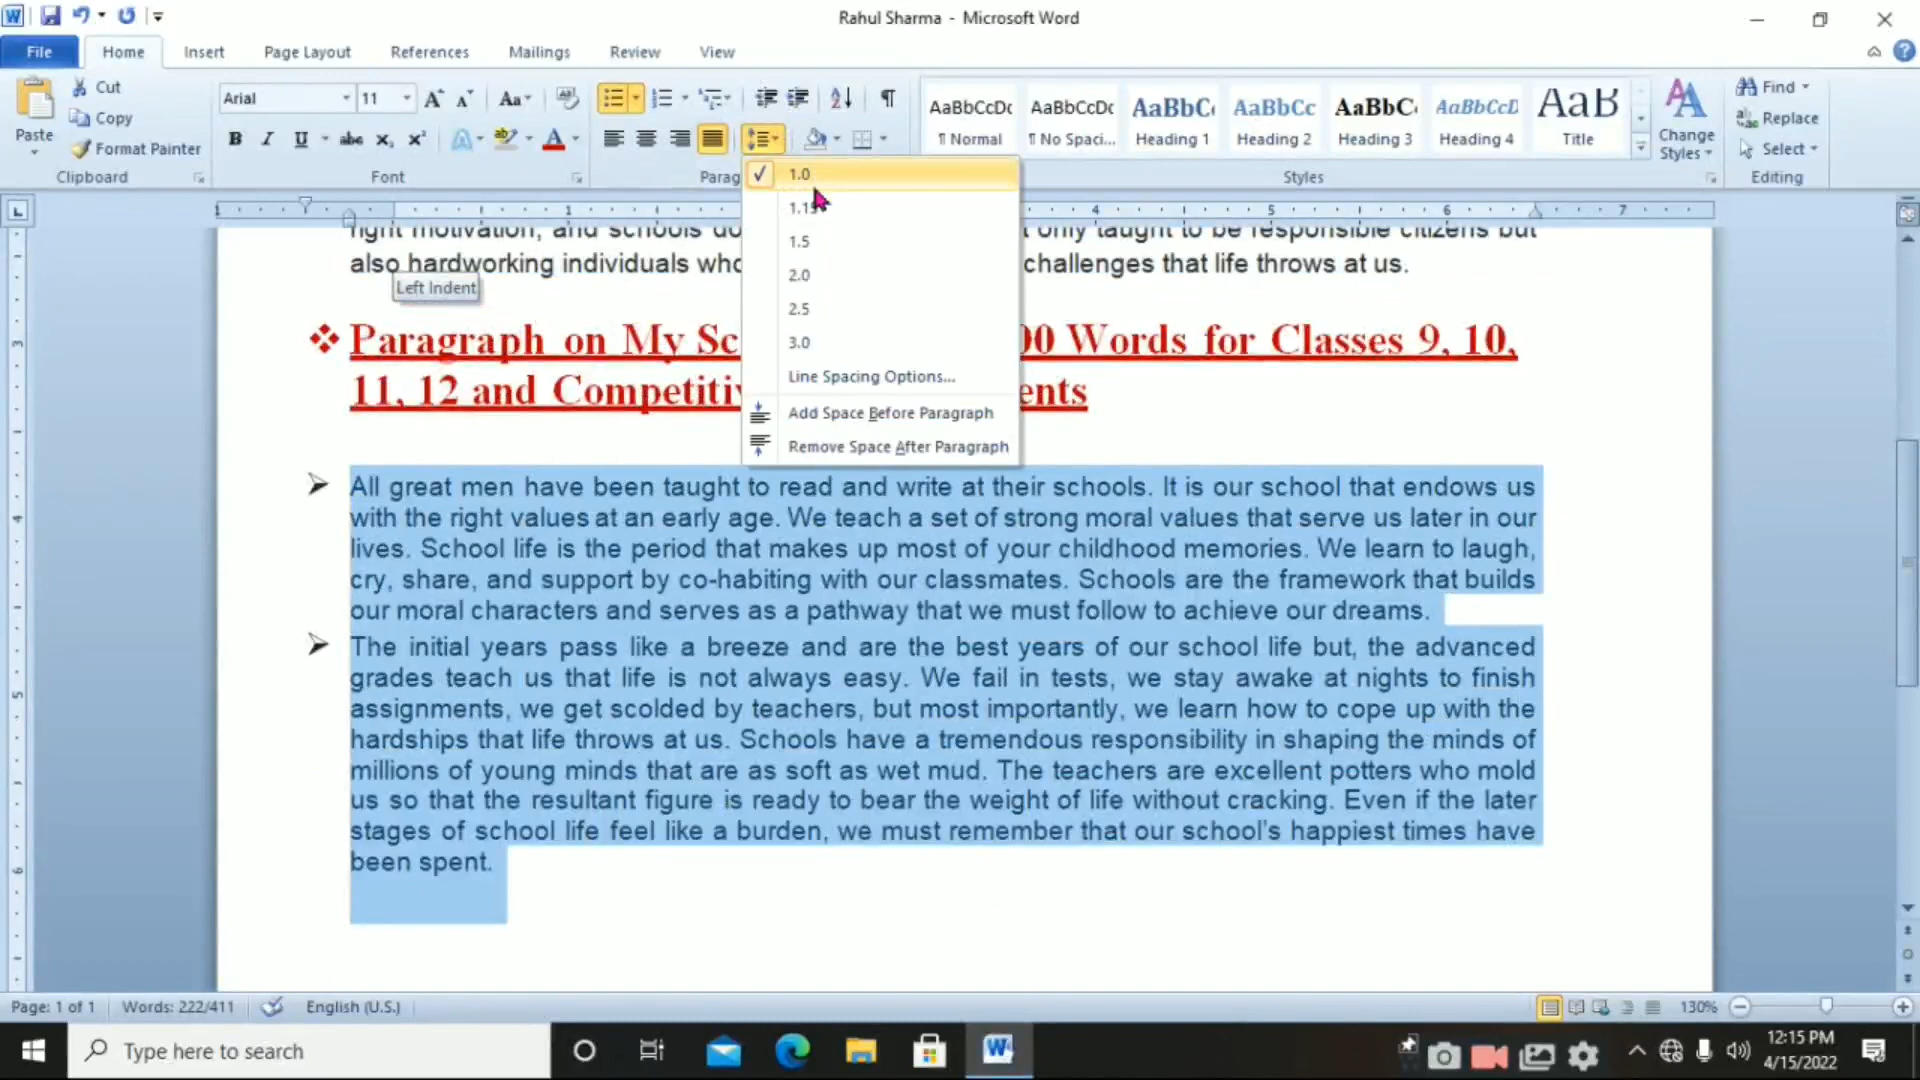 Rahul Sharma - Microsoft Word
File Home Insert Page Layout References Mailings Review View
Paste
Cut
Copy
Format Painter
Clipboard
Arial 11
Font
AaBbCcDc AaBbCcDc AaBbC AaBbCc AaBbC AaBbCcD AaB
¶ Normal ¶ No Spaci... Heading 1 Heading 2 Heading 3 Heading 4 Title
Styles
Change Styles
Find
Replace
Select
Editing
1.0
1.15
1.5
2.0
2.5
3.0
Line Spacing Options...
Add Space Before Paragraph
Remove Space After Paragraph
right motivation, and schools only taught to be responsible citizens but
also hardworking individuals challenges that life throws at us.
Left Indent
Paragraph on My Words for Classes 9, 10,
11, 12 and
All great men have been taught to read and write at their schools. It is our school that endows us
with the right values at an early age. We teach a set of strong moral values that serve us later in our
lives. School life is the period that makes up most of your childhood memories. We learn to laugh,
cry, share, and support by co-habiting with our classmates. Schools are the framework that builds
our moral characters and serves as a pathway that we must follow to achieve our dreams.
The initial years pass like a breeze and are the best years of our school life but, the advanced
grades teach us that life is not always easy. We fail in tests, we stay awake at nights to finish
assignments, we get scolded by teachers, but most importantly, we learn how to cope up with the
hardships that life throws at us. Schools have a tremendous responsibility in shaping the minds of
millions of young minds that are as soft as wet mud. The teachers are excellent potters who mold
us so that the resultant figure is ready to bear the weight of life without cracking. Even if the later
stages of school life feel like a burden, we must remember that our school's happiest times have
been spent.
Page: 1 of 1 Words: 222/411 English (U.S.) 130%
Type here to search
12:15 PM
4/15/2022